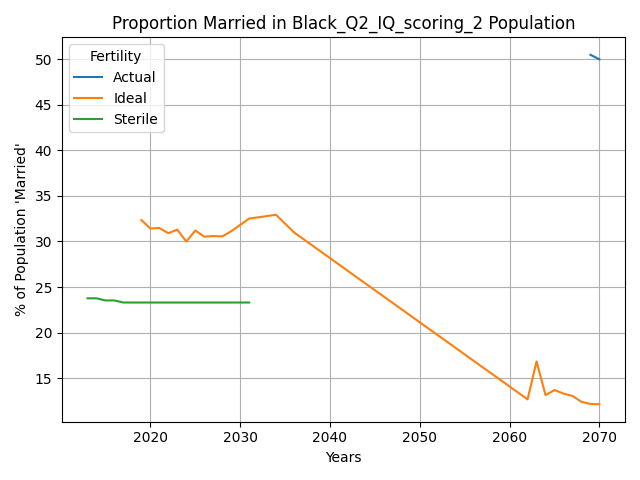 Proportion Married in Black_Q2_IQ_scoring_2 Population
% of Population 'Married'
50
45
40
35
30
25
20
15
Fertility
Actual
Ideal
Sterile
2020
2030
2040
2050
2060
2070
Years